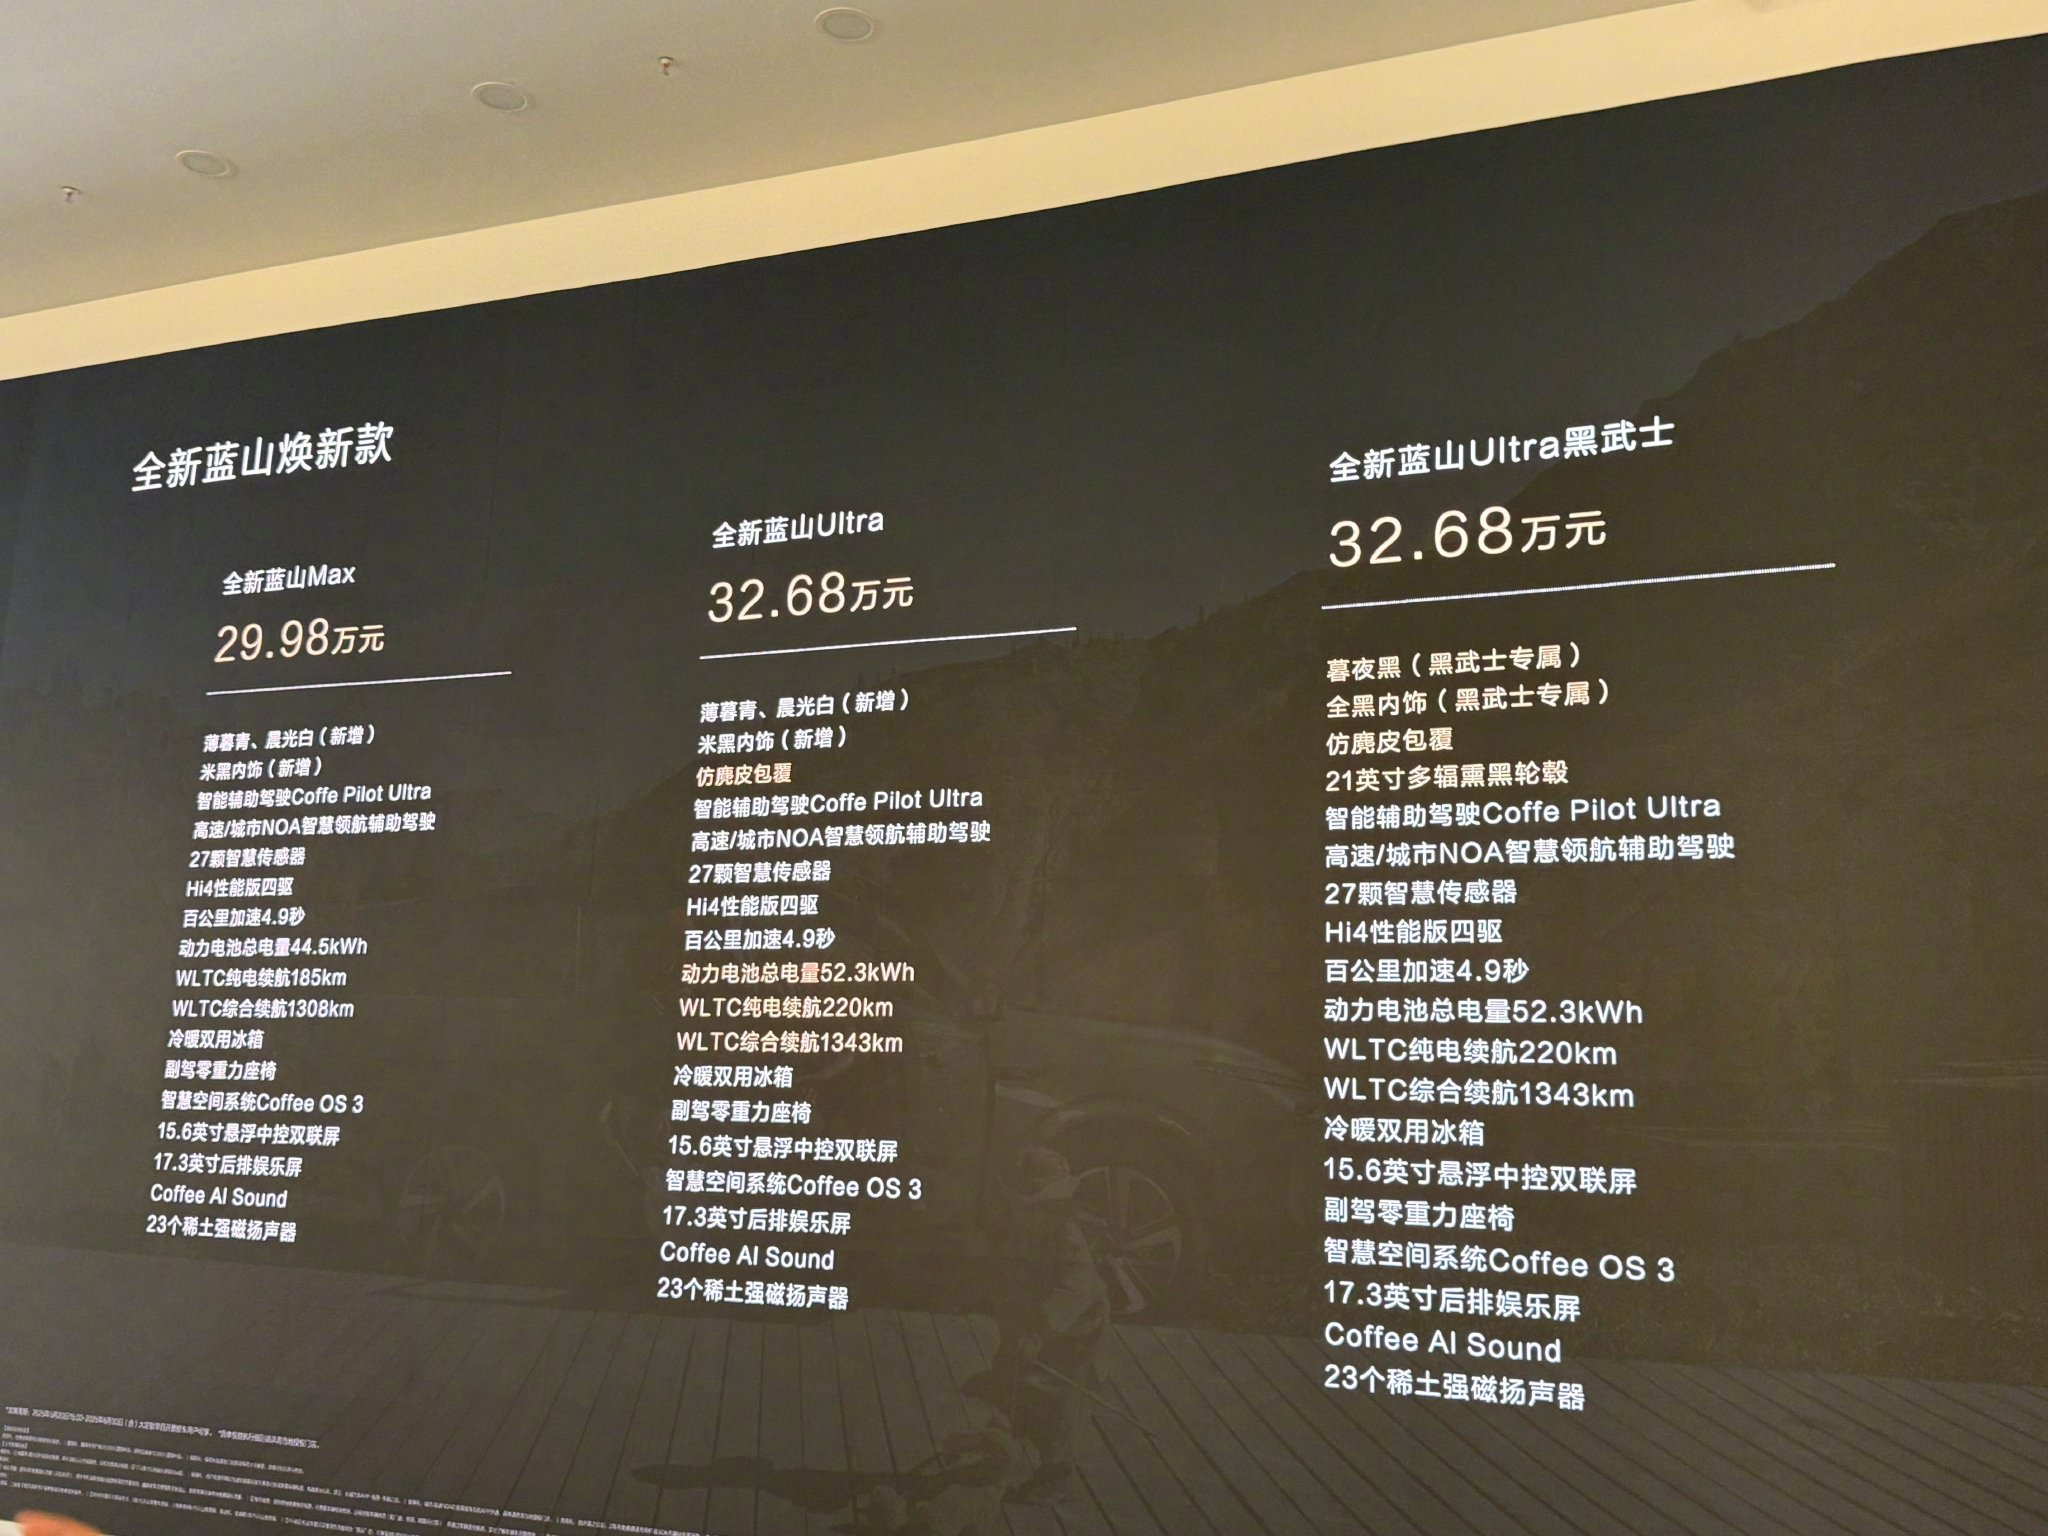 全新蓝山焕新款
全新蓝山Max
29.98万元
薄暮青、晨光白（新增）
米黑内饰（新增）
智能辅助驾驶Coffe Pilot Ultra
高速/城市NOA智慧领航辅助驾驶
27颗智慧传感器
Hi4性能版四驱
百公里加速4.9秒
动力电池总电量44.5kWh
WLTC纯电续航185km
WLTC综合续航1308km
冷暖双用冰箱
副驾零重力座椅
智慧空间系统Coffee OS 3
15.6英寸悬浮中控双联屏
17.3英寸后排娱乐屏
Coffee AI Sound
23个稀土强磁扬声器
全新蓝山Ultra
32.68万元
薄暮青、晨光白（新增）
米黑内饰（新增）
仿麂皮包覆
智能辅助驾驶Coffe Pilot Ultra
高速/城市NOA智慧领航辅助驾驶
27颗智慧传感器
Hi4性能版四驱
百公里加速4.9秒
动力电池总电量52.3kWh
WLTC纯电续航220km
WLTC综合续航1343km
冷暖双用冰箱
副驾零重力座椅
15.6英寸悬浮中控双联屏
智慧空间系统Coffee OS 3
17.3英寸后排娱乐屏
Coffee AI Sound
23个稀土强磁扬声器
全新蓝山Ultra黑武士
32.68万元
暮夜黑（黑武士专属）
全黑内饰（黑武士专属）
仿麂皮包覆
21英寸多辐熏黑轮毂
智能辅助驾驶Coffe Pilot Ultra
高速/城市NOA智慧领航辅助驾驶
27颗智慧传感器
Hi4性能版四驱
百公里加速4.9秒
动力电池总电量52.3kWh
WLTC纯电续航220km
WLTC综合续航1343km
冷暖双用冰箱
15.6英寸悬浮中控双联屏
副驾零重力座椅
智慧空间系统Coffee OS 3
17.3英寸后排娱乐屏
Coffee AI Sound
23个稀土强磁扬声器